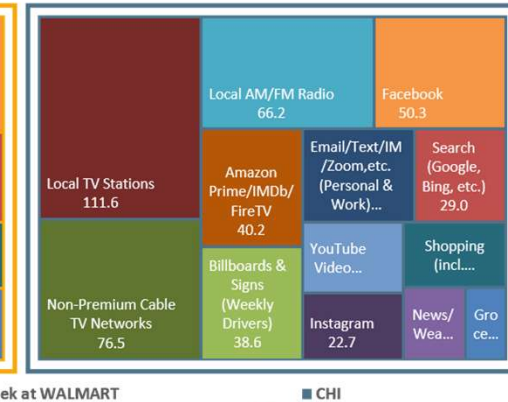 Local TV Stations
111.6
Non-Premium Cable
TV Networks
76.5
Local AM/FM Radio
66.2
Facebook
50.3
Amazon
Prime/IMDb/
FireTV
40.2
Billboards &
Signs
(Weekly
Drivers)
38.6
Email/Text/IM
/Zoom,etc.
(Personal &
Work)...
Search
(Google,
Bing, etc.)
29.0
YouTube
Video...
Shopping
(incl....
Instagram
22.7
News/
Wea...
Gro
ce...
ek at WALMART
CHI